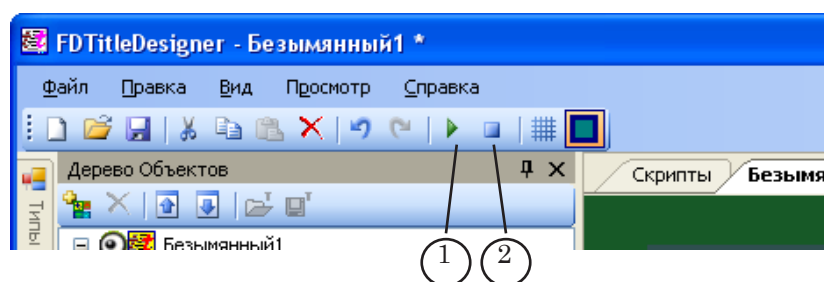 FDTitleDesigner - Безымянный1 *
Файл Правка Вид Просмотр Справка
Дерево Объектов
Скрипты Безымя
Типы
Безымянный1
1 2